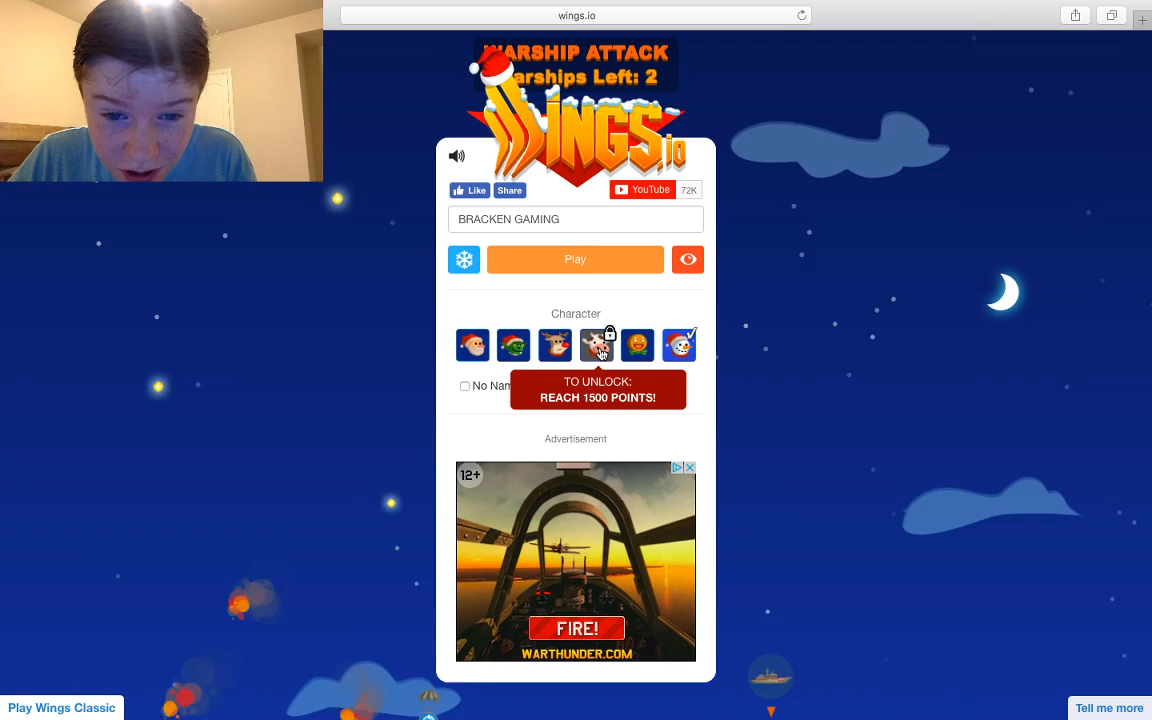 wings.io
WARSHIP ATTACK
Warships Left: 2
WINGS.io
Like
Share
YouTube
72K
BRACKEN GAMING
Play
Character
No Nam
TO UNLOCK:
REACH 1500 POINTS!
Advertisement
12+
FIRE!
WARTHUNDER.COM
Play Wings Classic
Tell me more